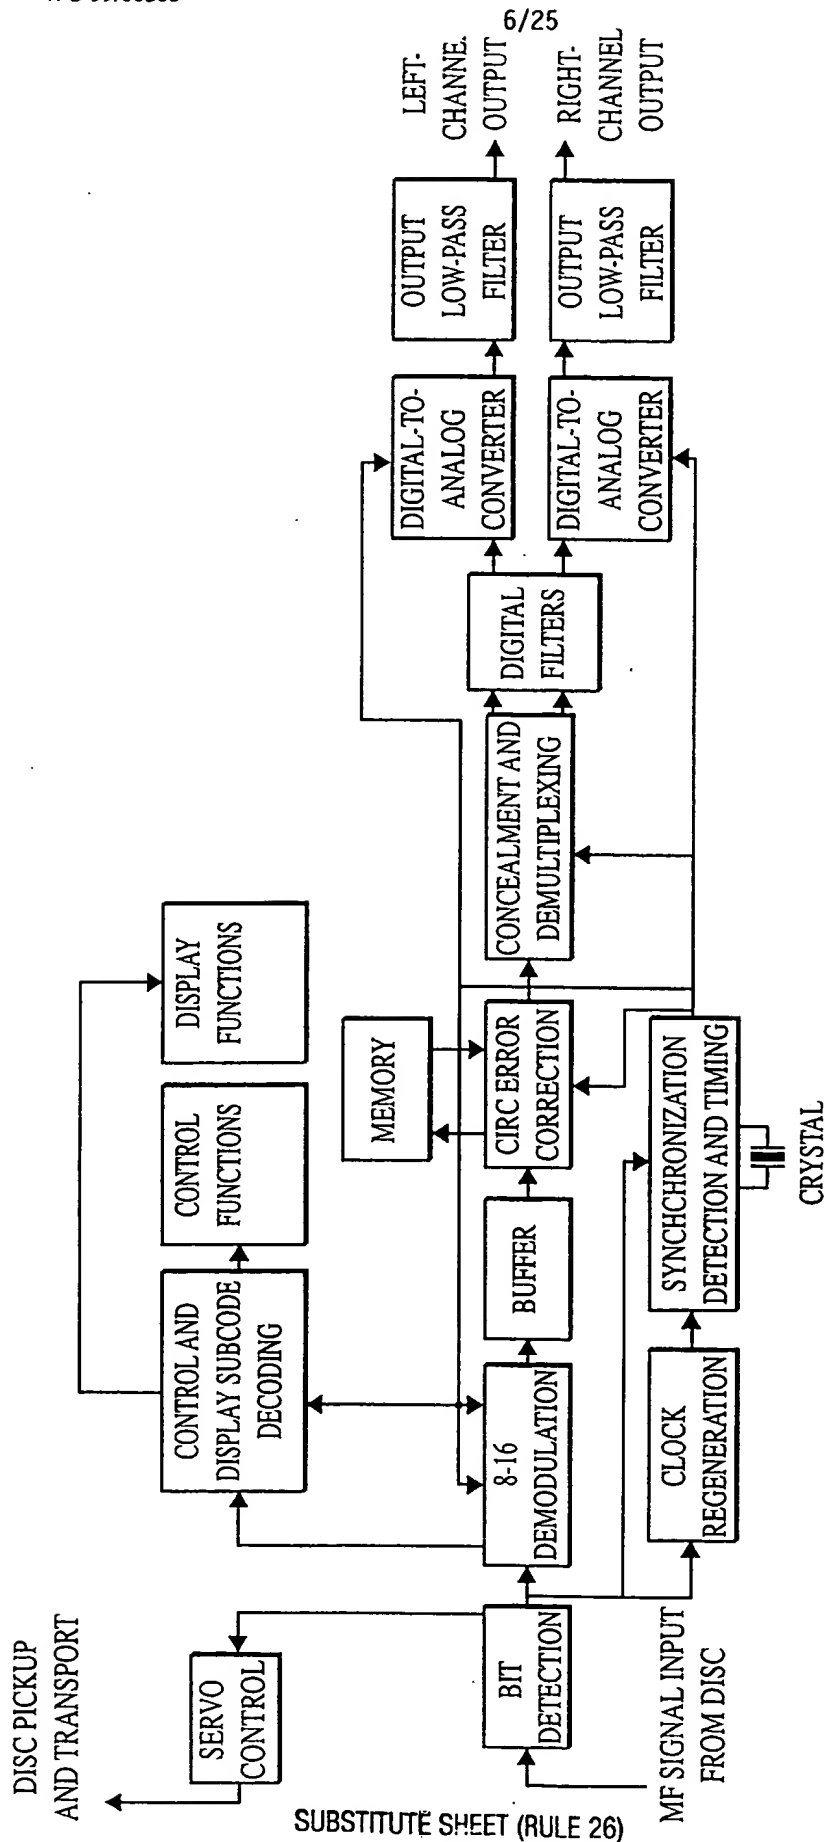 6/25
DISC PICKUP
AND TRANSPORT
SERVO
CONTROL
CONTROL AND
DISPLAY SUBCODE
DECODING
CONTROL
FUNCTIONS
DISPLAY
FUNCTIONS
MEMORY
BIT
DETECTION
8-16
DEMODULATION
BUFFER
CIRC ERROR
CORRECTION
CONCEALMENT AND
DEMULTIPLEXING
DIGITAL
FILTERS
DIGITAL-TO-
ANALOG
CONVERTER
OUTPUT
LOW-PASS
FILTER
LEFT-
CHANNE.
OUTPUT
DIGITAL-TO-
ANALOG
CONVERTER
OUTPUT
LOW-PASS
FILTER
RIGHT-
CHANNEL
OUTPUT
MF SIGNAL INPUT
FROM DISC
CLOCK
REGENERATION
SYNCHCHRONIZATION
DETECTION AND TIMING
CRYSTAL
SUBSTITUTE SHEET (RULE 26)